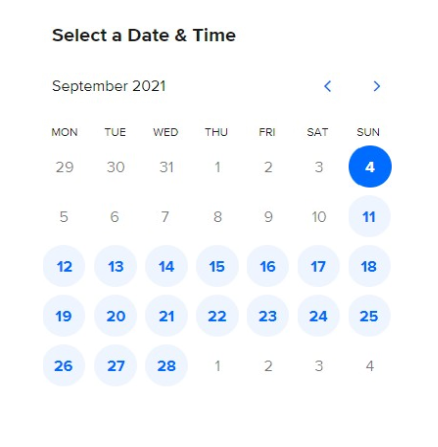 Select a Date & Time
September 2021
MON TUE WED THU FRI SAT SUN
29 30 31 1 2 3 4
5 6 7 8 9 10 11
12 13 14 15 16 17 18
19 20 21 22 23 24 25
26 27 28 1 2 3 4